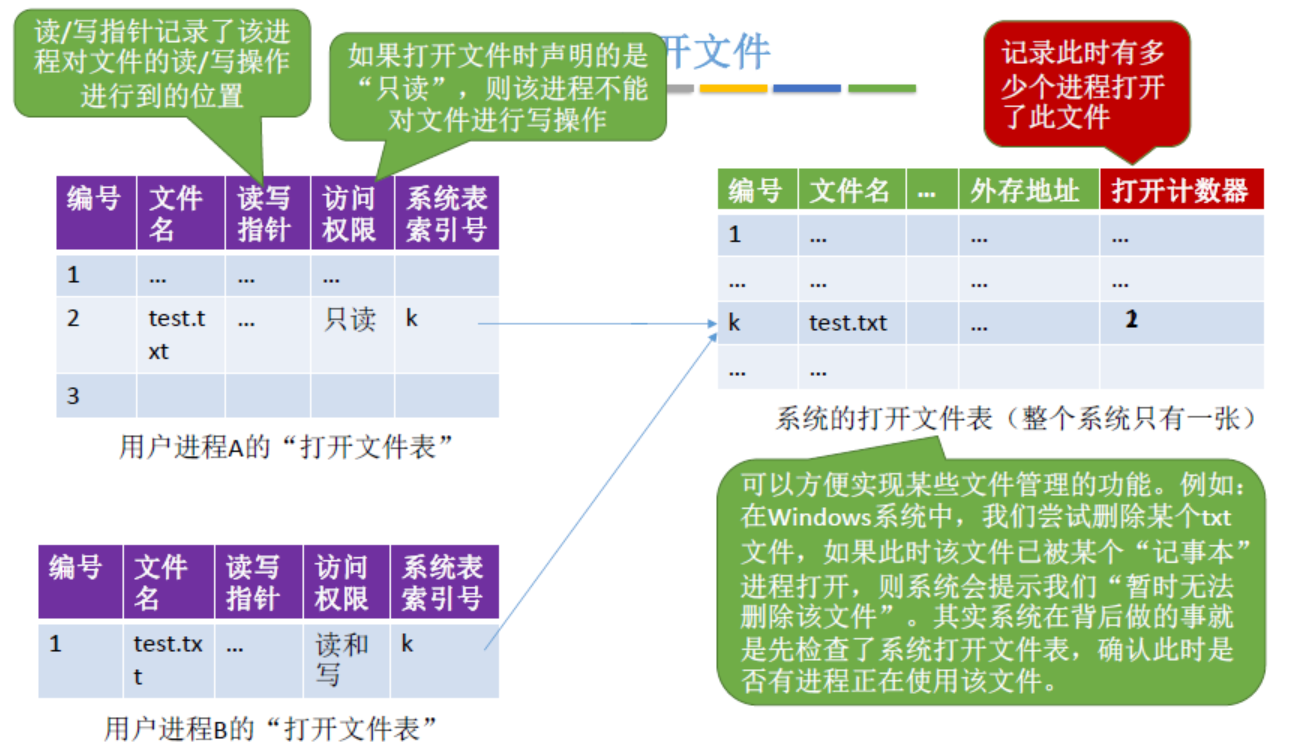 读/写指针记录了该进
程对文件的读/写操作
进行到的位置
如果打开文件时声明的是
“只读”，则该进程不能
对文件进行写操作
开文件
记录此时有多
少个进程打开
了此文件
编号 文件名 读写指针 访问权限 系统表索引号
1 ... ... ...
2 test.txt ... 只读 k
3
用户进程A的“打开文件表”
编号 文件名 ... 外存地址 打开计数器
1 ... ... ...
... ... ... ...
k test.txt ...
... ...
系统的打开文件表（整个系统只有一张）
可以方便实现某些文件管理的功能。例如：
在Windows系统中，我们尝试删除某个txt
文件，如果此时该文件已被某个“记事本”
进程打开，则系统会提示我们“暂时无法
删除该文件”。其实系统在背后做的事就
是先检查了系统打开文件表，确认此时是
否有进程正在使用该文件。
编号 文件名 读写指针 访问权限 系统表索引号
1 test.txt ... 读和写 k
用户进程B的“打开文件表”